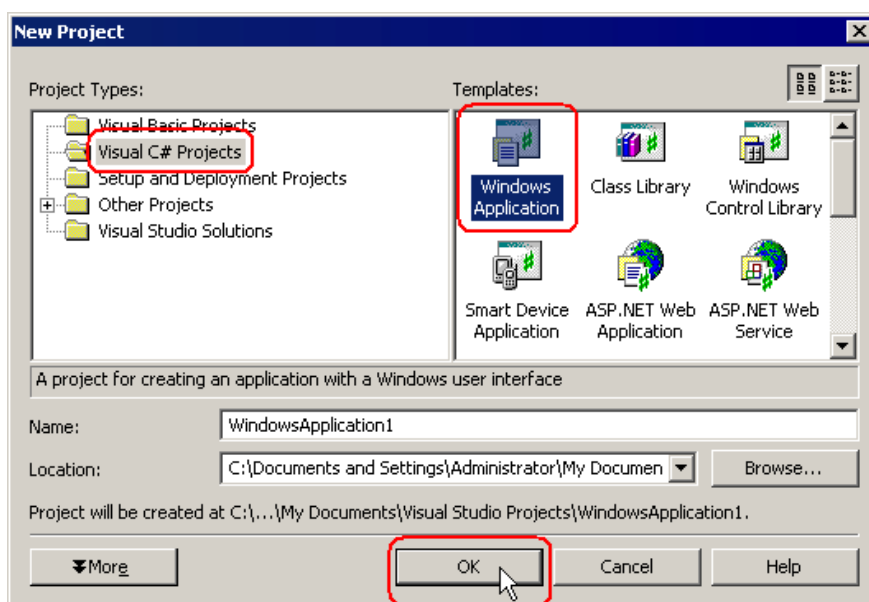 New Project
Project Types:
Templates:
Visual Basic Projects
Visual C# Projects
Setup and Deployment Projects
Other Projects
Visual Studio Solutions
Windows Application
Class Library
Windows Control Library
Smart Device Application
ASP.NET Web Application
ASP.NET Web Service
A project for creating an application with a Windows user interface
Name:
WindowsApplication1
Location:
C:\Documents and Settings\Administrator\My Documen
Browse...
Project will be created at C:\...\My Documents\Visual Studio Projects\WindowsApplication1.
More
OK
Cancel
Help